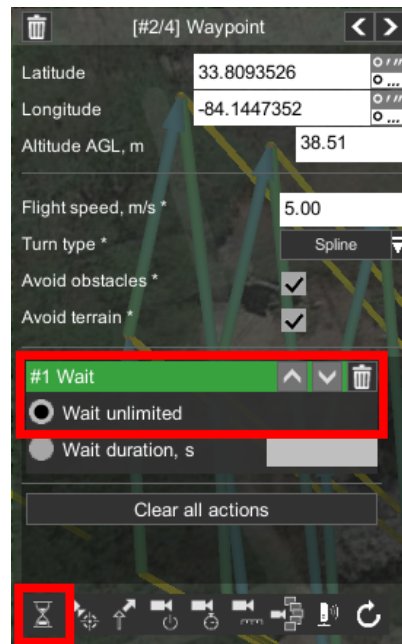 [#2/4] Waypoint
Latitude 33.8093526
Longitude -84.1447352
Altitude AGL, m 38.51
Flight speed, m/s * 5.00
Turn type * Spline
Avoid obstacles *
Avoid terrain *
#1 Wait
Wait unlimited
Wait duration, s
Clear all actions